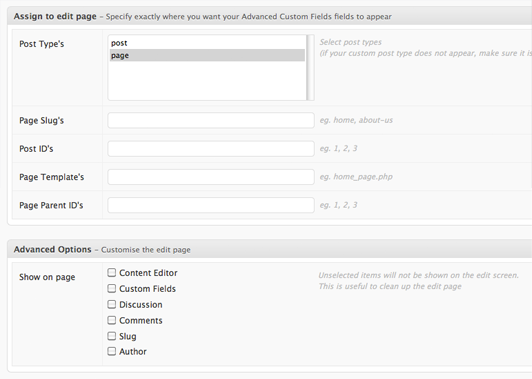 Assign to edit page – Specify exactly where you want your Advanced Custom Fields fields to appear
Post Type's
post
page
Select post types
(if your custom post type does not appear, make sure it is
Page Slug's
eg. home, about-us
Post ID's
eg. 1, 2, 3
Page Template's
eg. home_page.php
Page Parent ID's
eg. 1, 2, 3
Advanced Options – Customise the edit page
Show on page
Content Editor
Custom Fields
Discussion
Comments
Slug
Author
Unselected items will not be shown on the edit screen.
This is useful to clean up the edit page